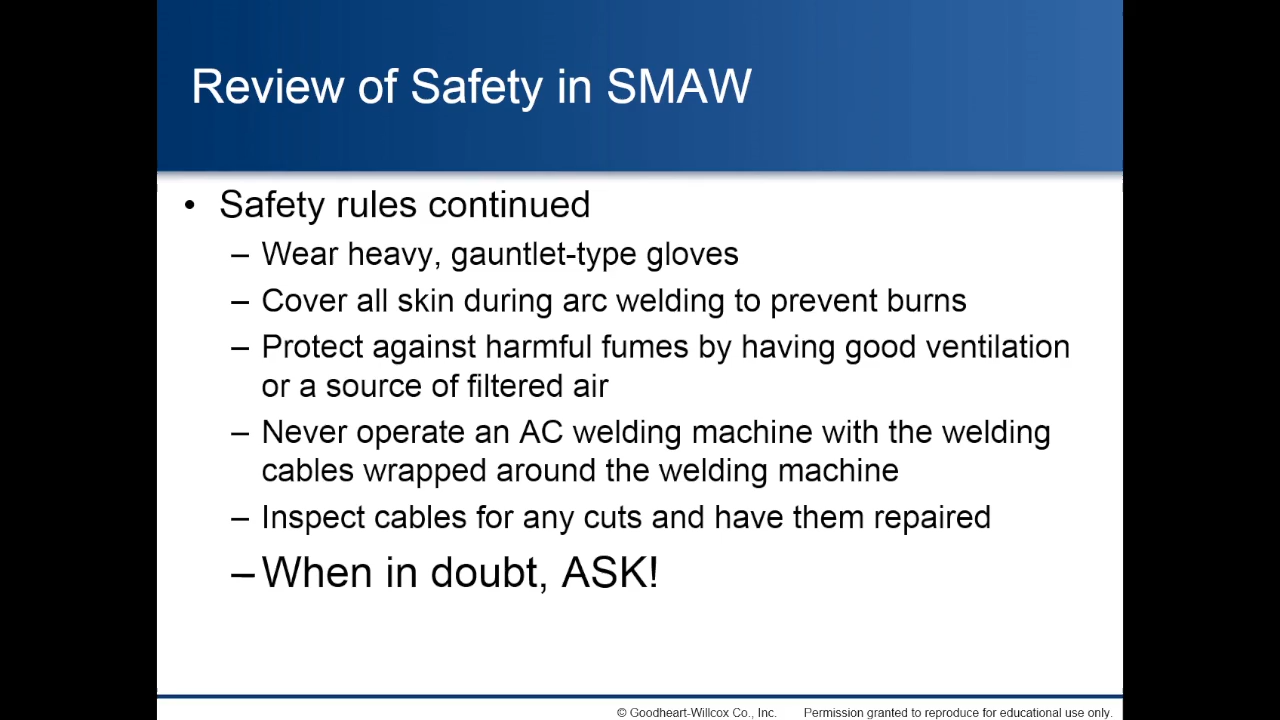 Review of Safety in SMAW
• Safety rules continued
– Wear heavy, gauntlet-type gloves
– Cover all skin during arc welding to prevent burns
– Protect against harmful fumes by having good ventilation
or a source of filtered air
– Never operate an AC welding machine with the welding
cables wrapped around the welding machine
– Inspect cables for any cuts and have them repaired
– When in doubt, ASK!
© Goodheart-Willcox Co., Inc. Permission granted to reproduce for educational use only.